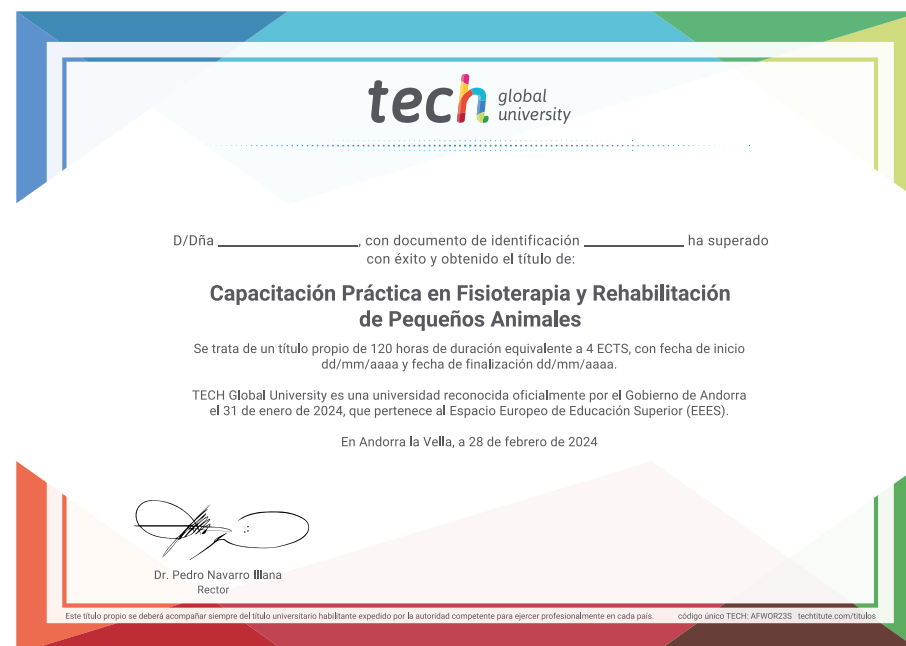 tech global university
D/Dña ____________________, con documento de identificación ______________ ha superado
con éxito y obtenido el título de:
Capacitación Práctica en Fisioterapia y Rehabilitación
de Pequeños Animales
Se trata de un título propio de 120 horas de duración equivalente a 4 ECTS, con fecha de inicio
dd/mm/aaaa y fecha de finalización dd/mm/aaaa.
TECH Global University es una universidad reconocida oficialmente por el Gobierno de Andorra
el 31 de enero de 2024, que pertenece al Espacio Europeo de Educación Superior (EEES).
En Andorra la Vella, a 28 de febrero de 2024
Dr. Pedro Navarro Illana
Rector
Este título propio se deberá acompañar siempre del título universitario habilitante expedido por la autoridad competente para ejercer profesionalmente en cada país. código único TECH: AFWOR23S techtitute.com/titulos